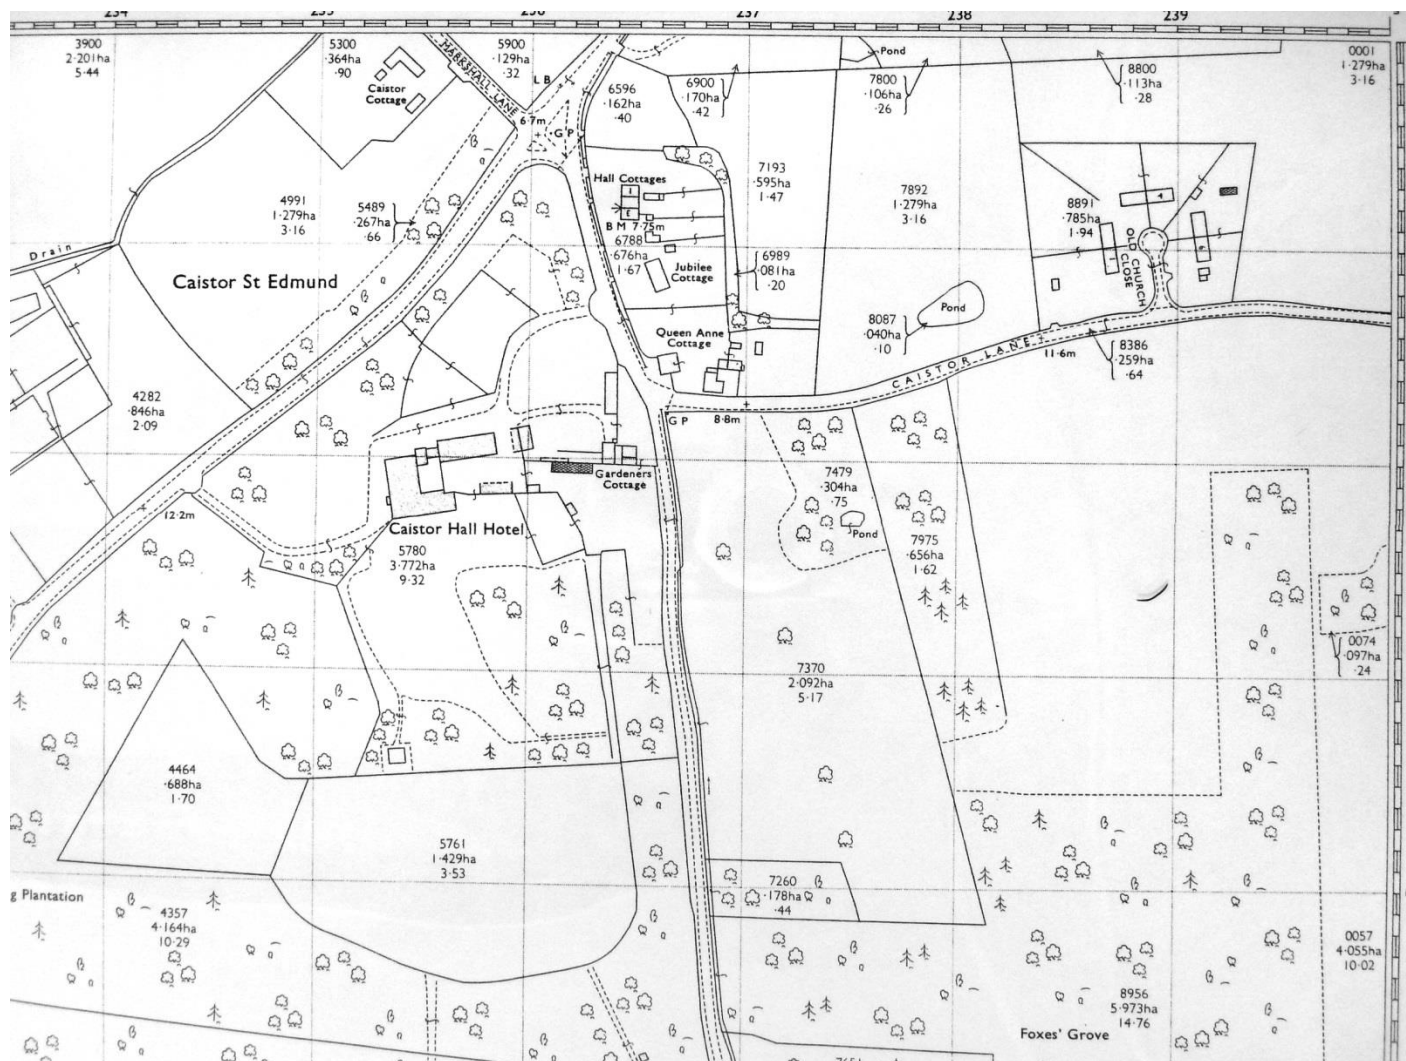 234
235
236
237
238
239
3900
2·201ha
5·44
5300
·364ha
·90
5900
·129ha
·32
MARKSHALL LANE
Caistor
Cottage
L B
6·7m
G P
6596
·162ha
·40
6900
·170ha
·42
Pond
7800
·106ha
·26
8800
·113ha
·28
0001
1·279ha
3·16
4991
1·279ha
3·16
5489
·267ha
·66
Hall Cottages
1
3
B M 7·75m
6788
·676ha
1·67
Jubilee
Cottage
7193
·595ha
1·47
7892
1·279ha
3·16
8891
·785ha
1·94
4
1
6
OLD CHURCH
CLOSE
Drain
Caistor St Edmund
6989
·081ha
·20
Queen Anne
Cottage
8087
·040ha
·10
Pond
CAISTOR LANE
11·6m
8386
·259ha
·64
4282
·846ha
2·09
G P
8·8m
Gardeners
Cottage
7479
·304ha
·75
Pond
12·2m
Caistor Hall Hotel
5780
3·772ha
9·32
7975
·656ha
1·62
7370
2·092ha
5·17
0074
·097ha
·24
4464
·688ha
1·70
5761
1·429ha
3·53
7260
·178ha
·44
g Plantation
4357
4·164ha
10·29
0057
4·055ha
10·02
8956
5·973ha
14·76
Foxes' Grove